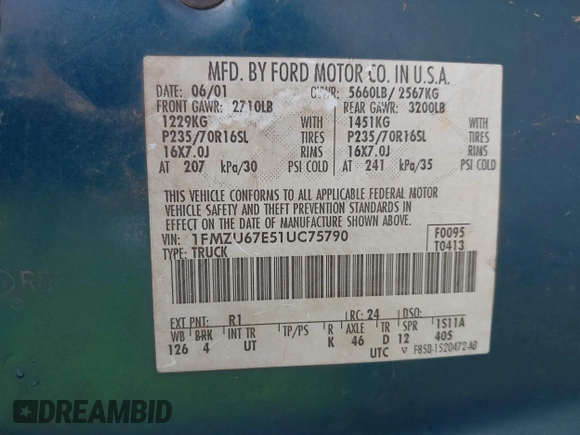 MFD. BY FORD MOTOR CO. IN U.S.A.
DATE: 06/01 GVWR: 5660LB/ 2567KG
FRONT GAWR: 2710LB REAR GAWR: 3200LB
1229KG WITH 1451KG WITH
P235/70R16SL TIRES P235/70R16SL TIRES
16X7.0J RIMS 16X7.0J RIMS
AT 207 kPa/30 PSI COLD AT 241 kPa/35 PSI COLD
THIS VEHICLE CONFORMS TO ALL APPLICABLE FEDERAL MOTOR
VEHICLE SAFETY AND THEFT PREVENTION STANDARDS IN
EFFECT ON THE DATE OF MANUFACTURE SHOWN ABOVE.
VIN: 1FMZU67E51UC75790 F0095
TYPE: TRUCK T0413
EXT PNT: R1 RC: 24 DSO:
WB BRK INT TR TP/PS R AXLE TR SPR 1S11A
126 4 UT K 46 D 12 405
UTC ▽ F85B-1520472-AB
DREAMBID